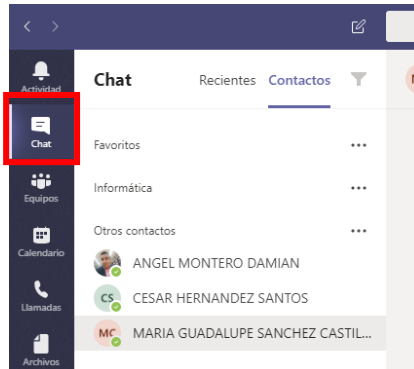 Actividad
Chat
Equipos
Calendario
Llamadas
Archivos
Chat Recientes Contactos
Favoritos
Informática
Otros contactos
ANGEL MONTERO DAMIAN
CS CESAR HERNANDEZ SANTOS
MC MARIA GUADALUPE SANCHEZ CASTIL...